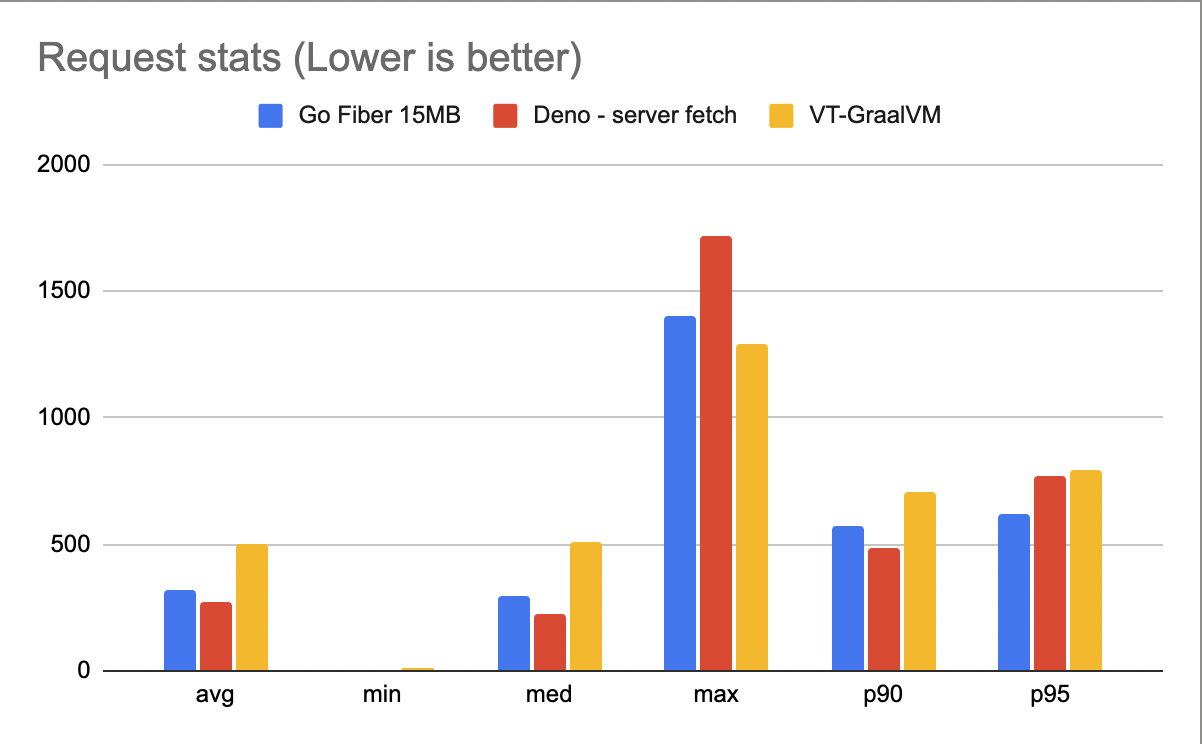 Request stats (Lower is better)
Go Fiber 15MB Deno - server fetch VT-GraalVM
2000
1500
1000
500
0
avg min med max p90 p95